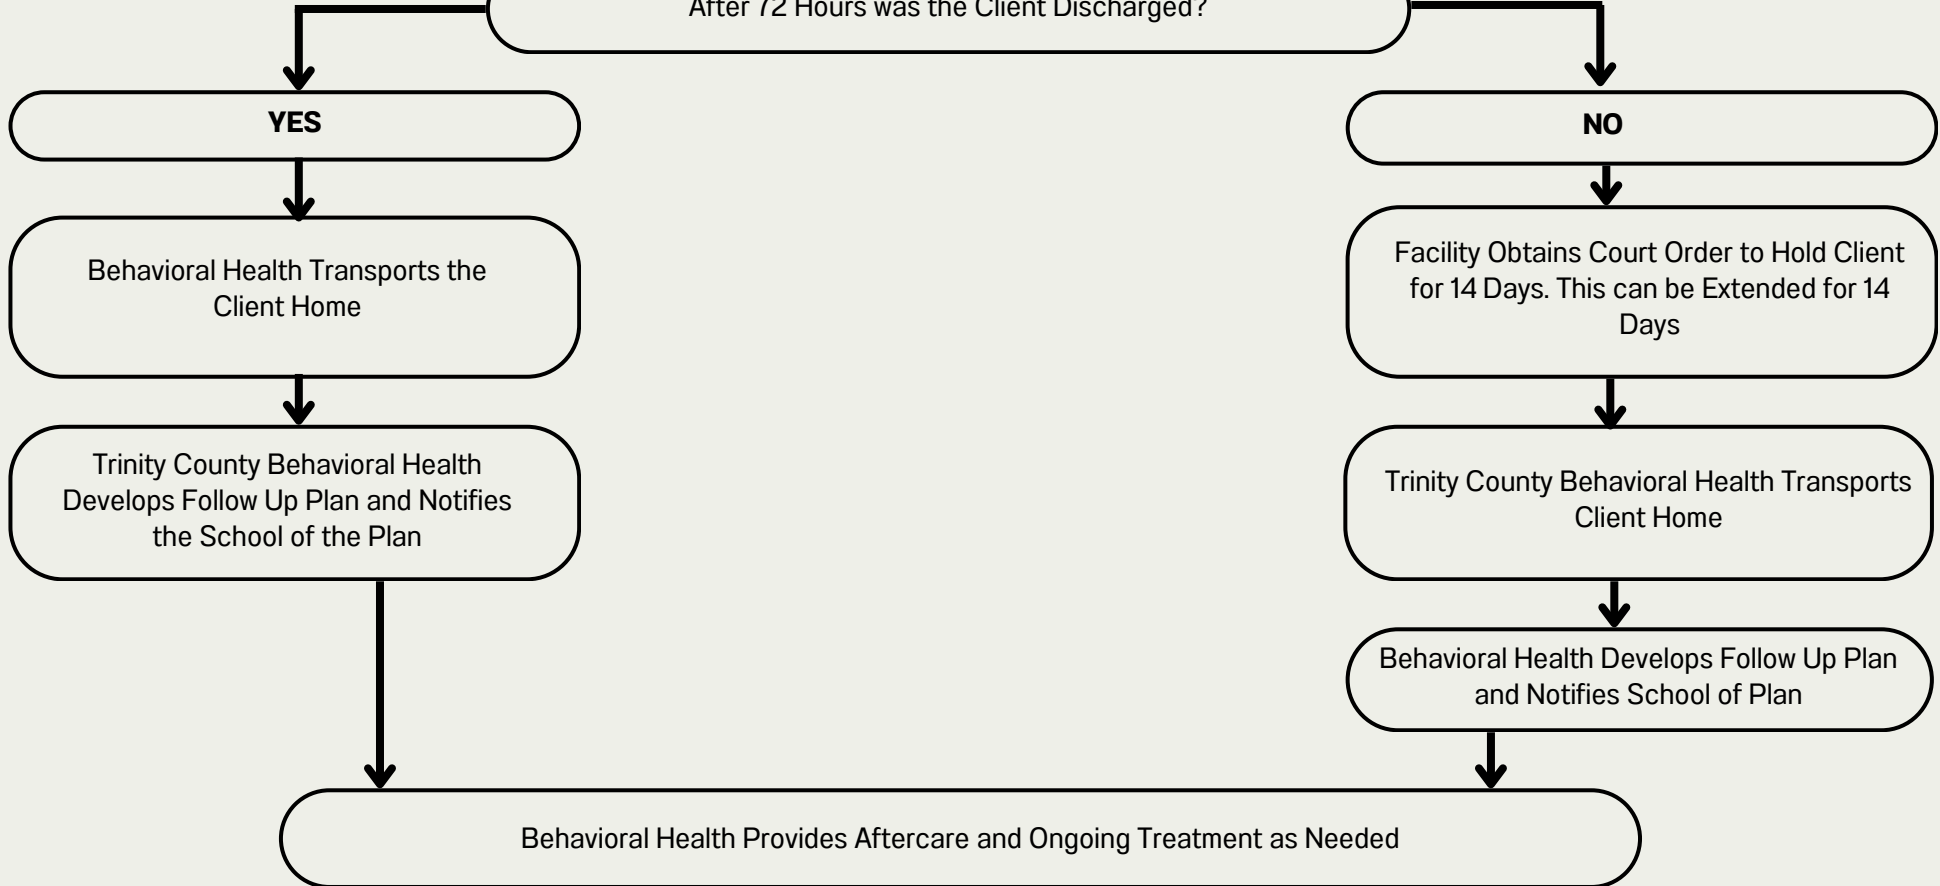 After 72 Hours was the Client Discharged?
YES
NO
Behavioral Health Transports the
Client Home
Facility Obtains Court Order to Hold Client
for 14 Days. This can be Extended for 14
Days
Trinity County Behavioral Health
Develops Follow Up Plan and Notifies
the School of the Plan
Trinity County Behavioral Health Transports
Client Home
Behavioral Health Develops Follow Up Plan
and Notifies School of Plan
Behavioral Health Provides Aftercare and Ongoing Treatment as Needed